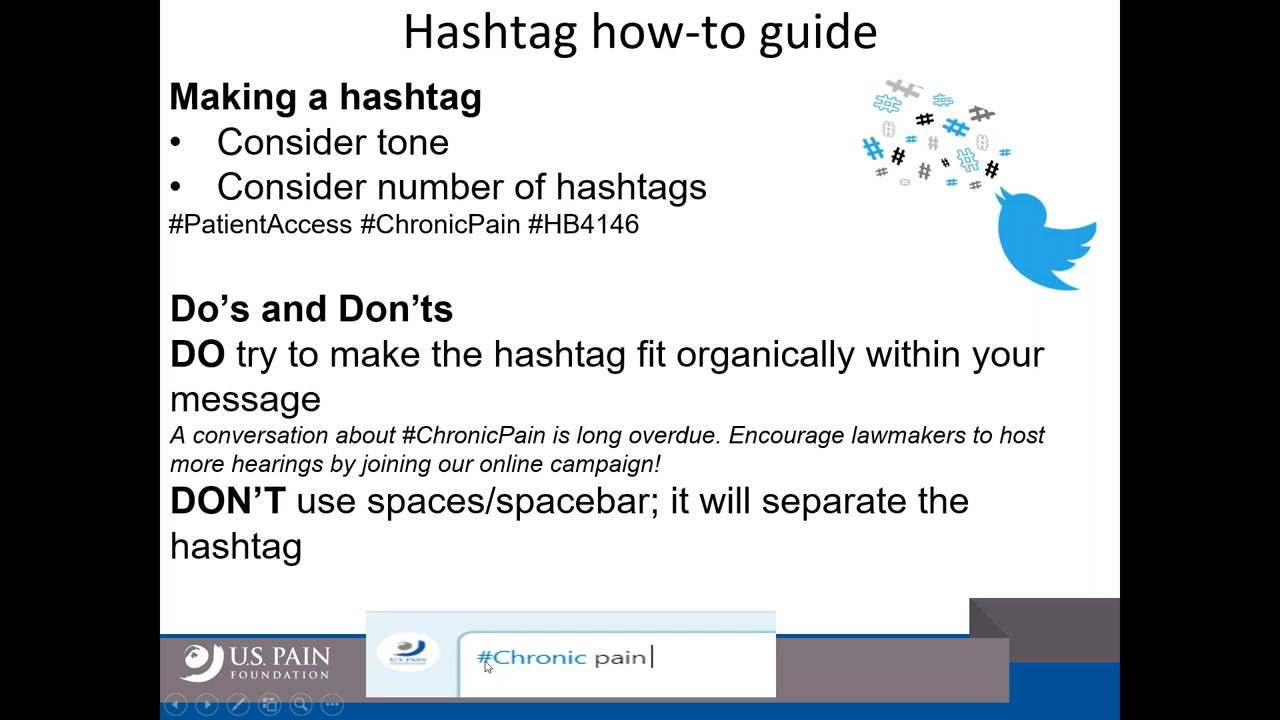 Hashtag how-to guide
Making a hashtag
• Consider tone
• Consider number of hashtags
#PatientAccess #ChronicPain #HB4146
Do’s and Don’ts
DO try to make the hashtag fit organically within your
message
A conversation about #ChronicPain is long overdue. Encourage lawmakers to host
more hearings by joining our online campaign!
DON’T use spaces/spacebar; it will separate the
hashtag
U.S. PAIN
FOUNDATION
U.S. PAIN
#Chronic pain